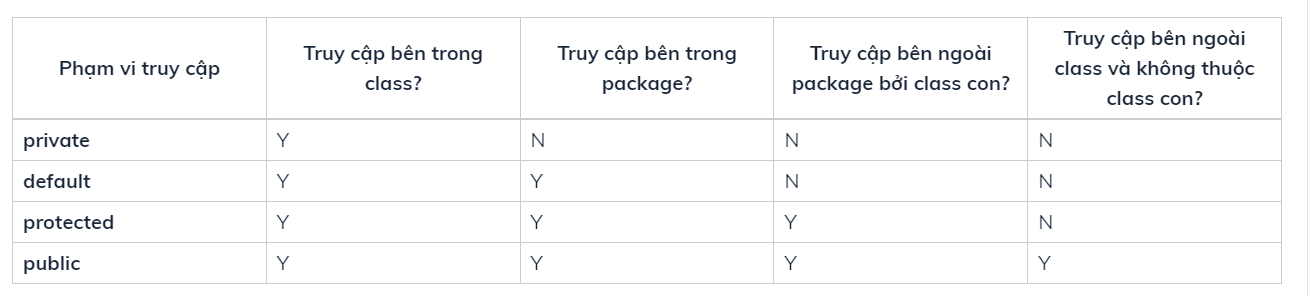 Phạm vi truy cập
Truy cập bên trong
class?
Truy cập bên trong
package?
Truy cập bên ngoài
package bởi class con?
Truy cập bên ngoài
class và không thuộc
class con?
private Y N N N
default Y Y N N
protected Y Y Y N
public Y Y Y Y